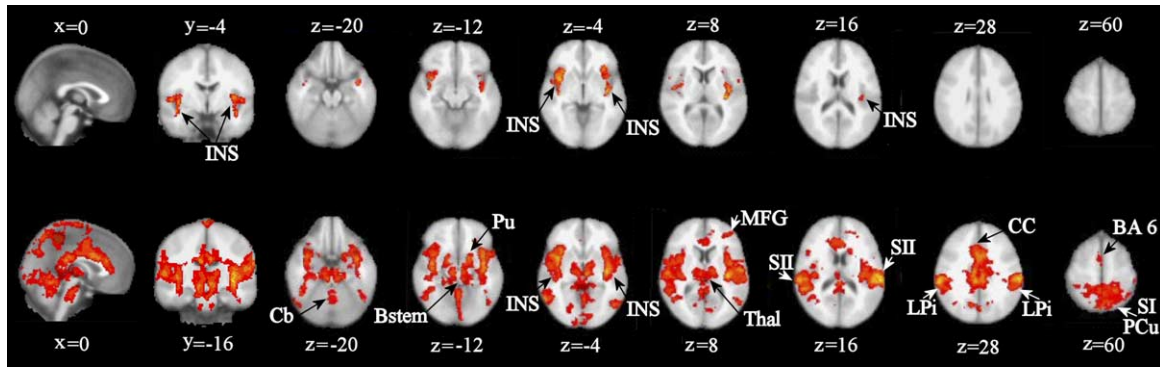 x=0 y=-4 z=-20 z=-12 z=-4 z=8 z=16 z=28 z=60
INS INS INS INS
Pu MFG CC BA 6
SII SII
Cb Bstem INS INS Thal LPi LPi SI
PCu
x=0 y=-16 z=-20 z=-12 z=-4 z=8 z=16 z=28 z=60